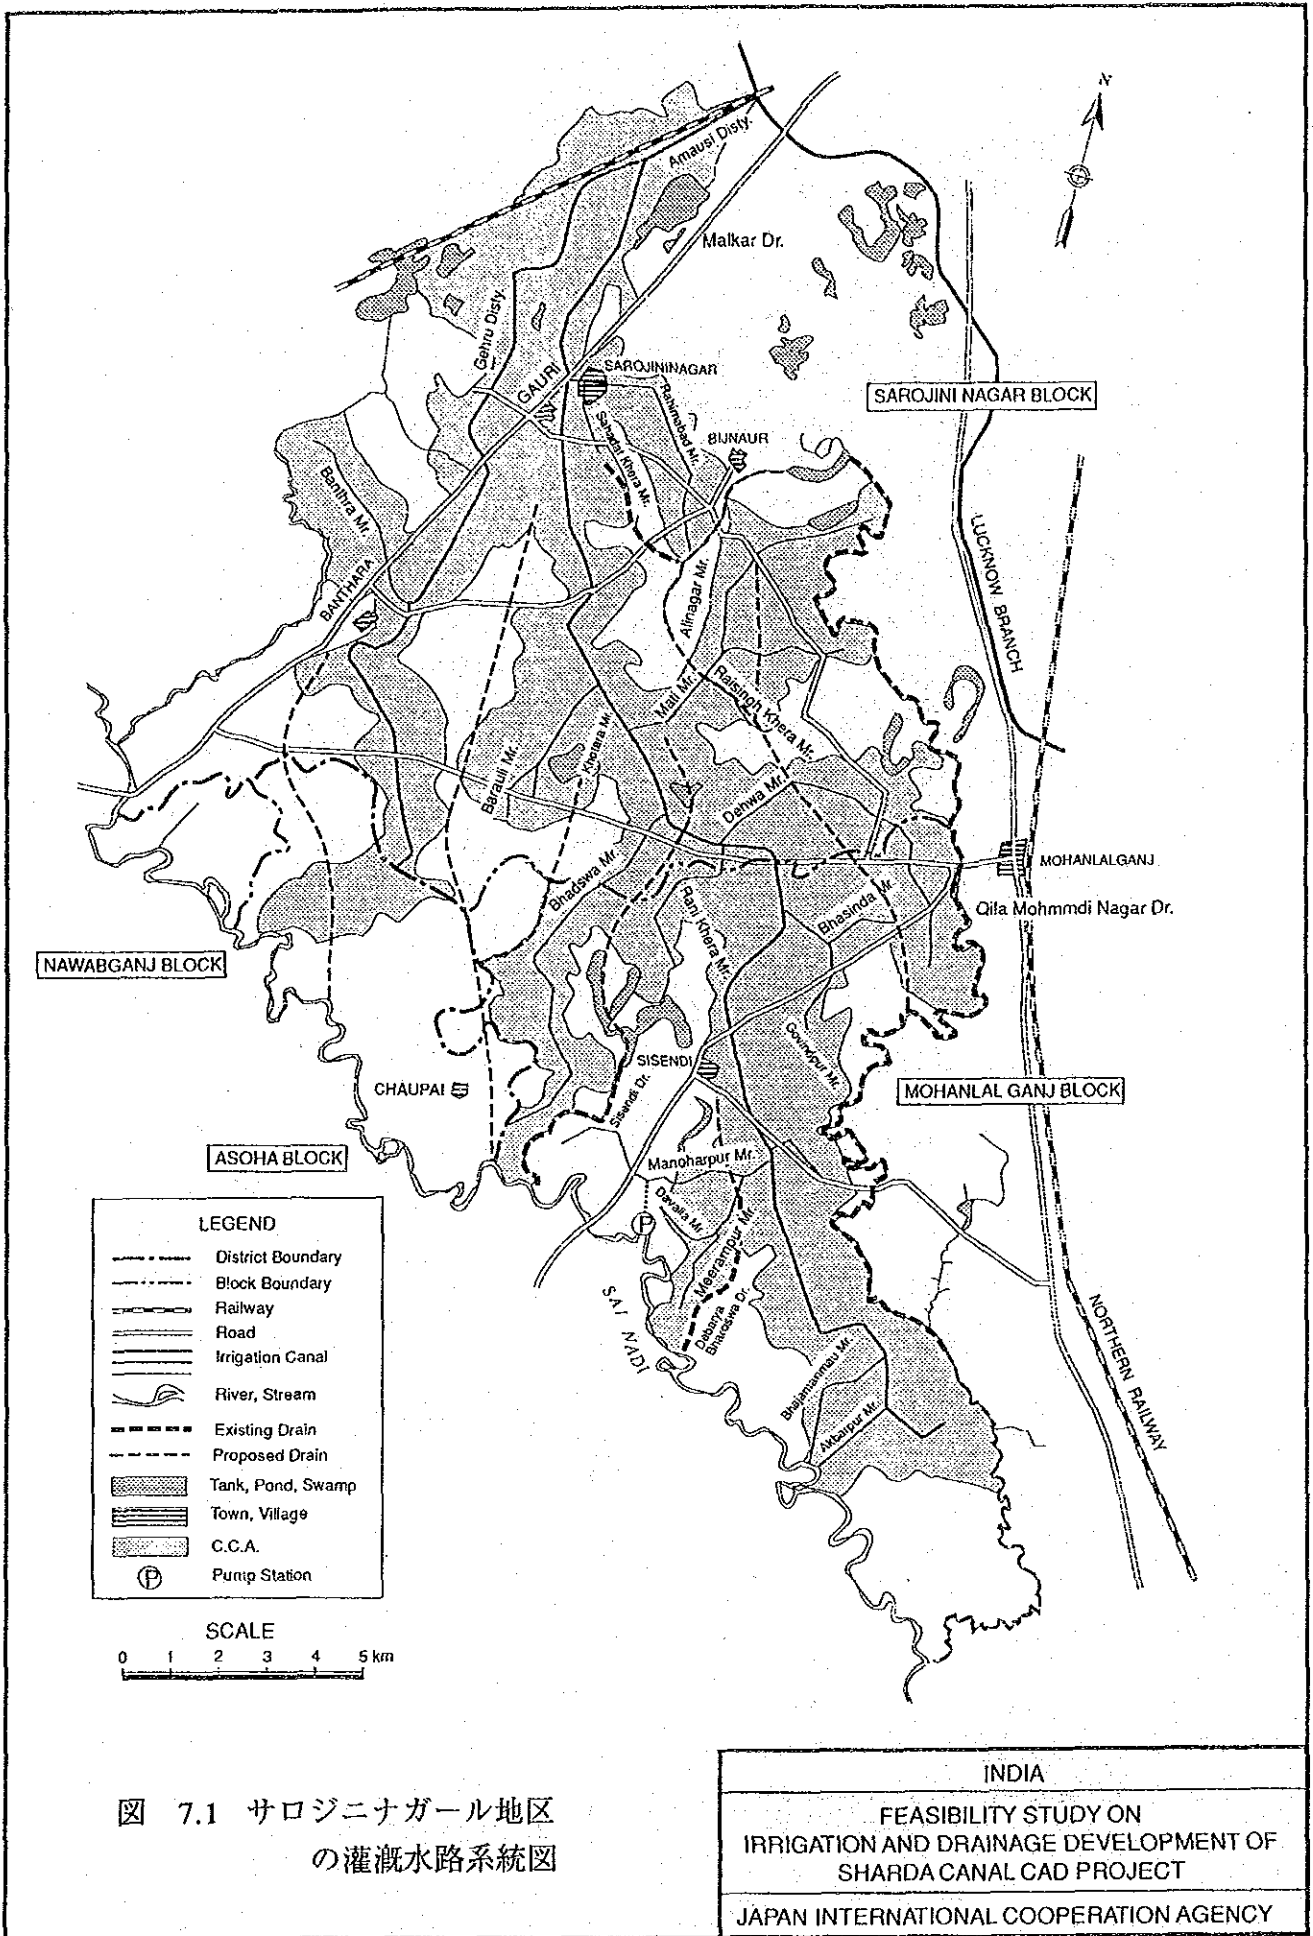 N
Amausi Disty.
Malkar Dr.
Gehru Disty.
GAURI
SAROJININAGAR
Rahimabad Mr.
Sahadat Khera Mr.
BIJNAUR
SAROJINI NAGAR BLOCK
Banthra Mr.
BANTHARA
LUCKNOW BRANCH
Alinagar Mr.
Mati Mr.
Raisingh Khera Mr.
Barauli Mr.
Khetara Mr.
Dehwa Mr.
Bhadswa Mr.
Rani Khera Mr.
Bhasinda Mr.
MOHANLALGANJ
Qila Mohmmdi Nagar Dr.
NAWABGANJ BLOCK
Govindpur Mr.
SISENDI
Sisendi Dr.
CHAUPAI
MOHANLAL GANJ BLOCK
ASOHA BLOCK
Manoharpur Mr.
Davalia Mr.
P
Meerampur Mr.
SAI NADI
NORTHERN RAILWAY
Akbarpur Mr.
LEGEND
District Boundary
Block Boundary
Railway
Road
Irrigation Canal
River, Stream
Existing Drain
Proposed Drain
Tank, Pond, Swamp
Town, Village
C.C.A.
P Pump Station
SCALE
0 1 2 3 4 5 km
図 7.1 サロジニナガール地区
の灌漑水路系統図
INDIA
FEASIBILITY STUDY ON
IRRIGATION AND DRAINAGE DEVELOPMENT OF
SHARDA CANAL CAD PROJECT
JAPAN INTERNATIONAL COOPERATION AGENCY